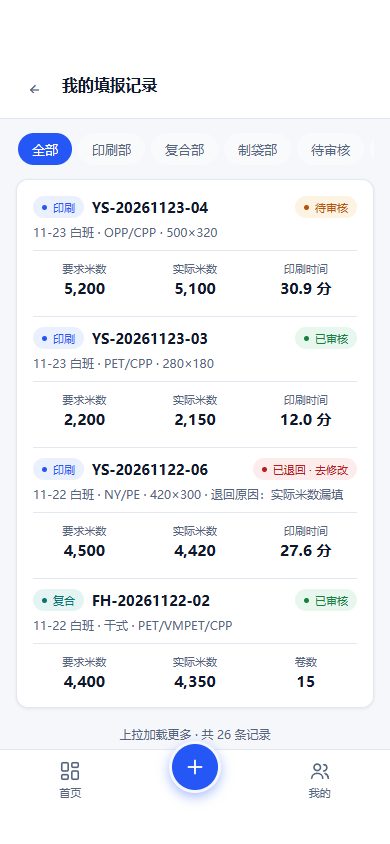 我的填报记录
全部 印刷部 复合部 制袋部 待审核
印刷 YS-20261123-04 待审核
11-23 白班 · OPP/CPP · 500×320
要求米数 实际米数 印刷时间
5,200 5,100 30.9 分
印刷 YS-20261123-03 已审核
11-23 白班 · PET/CPP · 280×180
要求米数 实际米数 印刷时间
2,200 2,150 12.0 分
印刷 YS-20261122-06 已退回 · 去修改
11-22 白班 · NY/PE · 420×300 · 退回原因：实际米数漏填
要求米数 实际米数 印刷时间
4,500 4,420 27.6 分
复合 FH-20261122-02 已审核
11-22 白班 · 干式 · PET/VMPET/CPP
要求米数 实际米数 卷数
4,400 4,350 15
上拉加载更多 · 共 26 条记录
首页 我的